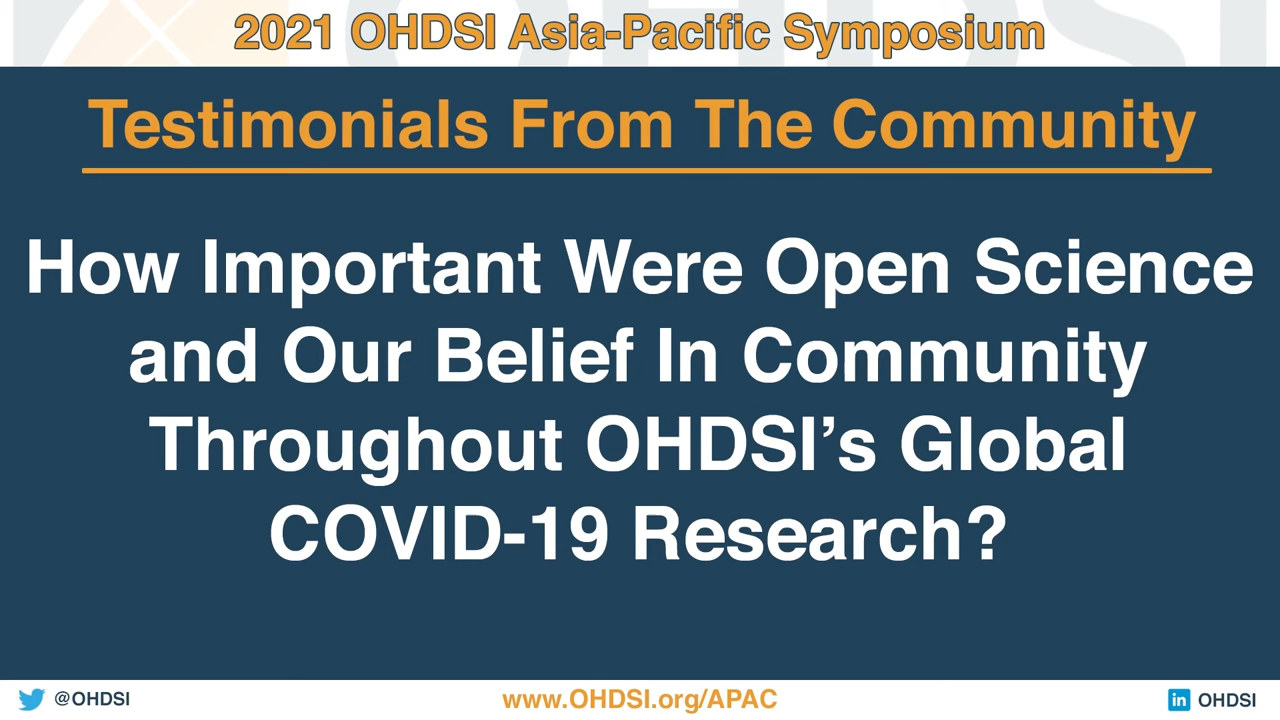 2021 OHDSI Asia-Pacific Symposium
Testimonials From The Community
How Important Were Open Science
and Our Belief In Community
Throughout OHDSI’s Global
COVID-19 Research?
@OHDSI
www.OHDSI.org/APAC
in OHDSI